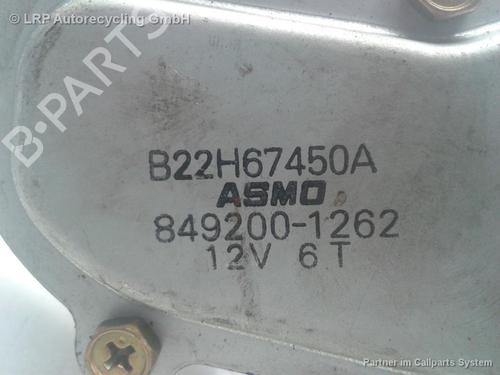 LRP Autorecycling GmbH
B-PARTS
B22H67450A
ASMO
849200-1262
12V 6T
Partner im Callparts System